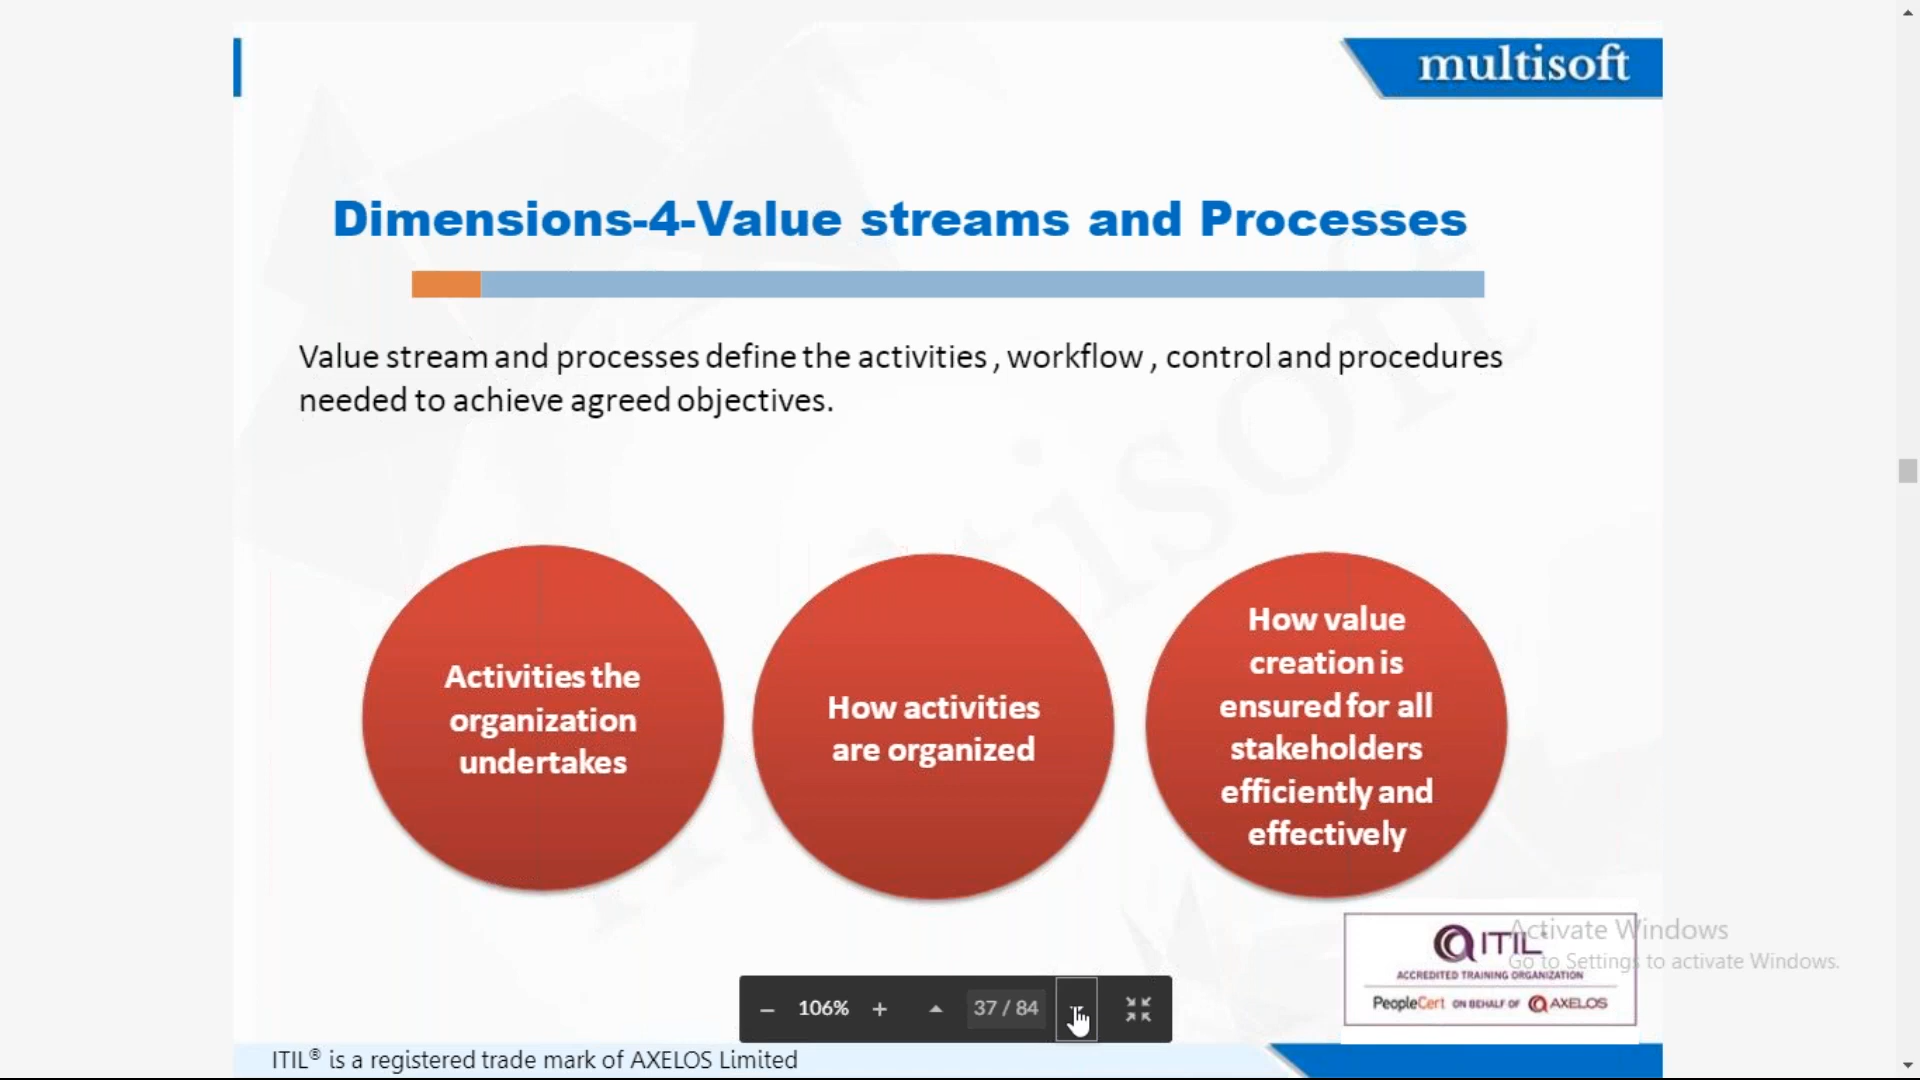 multisoft
Dimensions-4-Value streams and Processes
Value stream and processes define the activities , workflow , control and procedures
needed to achieve agreed objectives.
Activities the
organization
undertakes
How activities
are organized
How value
creation is
ensured for all
stakeholders
efficiently and
effectively
ITIL
ACCREDITED TRAINING ORGANIZATION
PeopleCert ON BEHALF OF AXELOS
Activate Windows
Go to Settings to activate Windows.
106%
37 / 84
ITIL® is a registered trade mark of AXELOS Limited